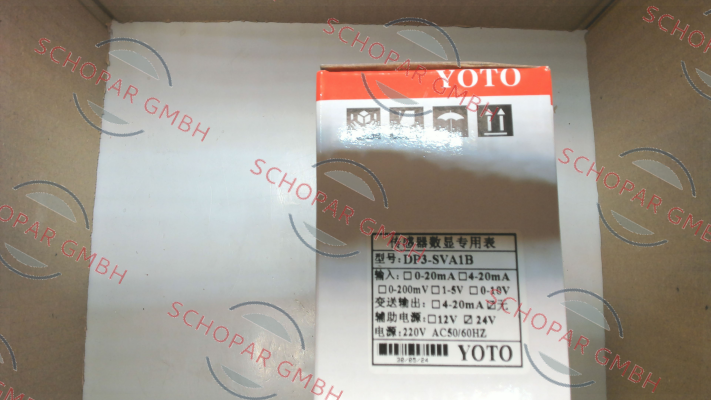 YOTO
传感器数显专用表
型号:DP3-SVA1B
输入:□0-20mA□4-20mA
□0-200mV□1-5V □0-10V
变送输出:□4-20mA☑无
辅助电源:□12V ☑24V
电源:220V AC50/60HZ
YOTO
SCHOPAR GMBH
SCHOPAR GMBH
SCHOPAR GMBH
SCHOPAR GMBH
SCHOPAR GMBH
SCHOPAR GMBH